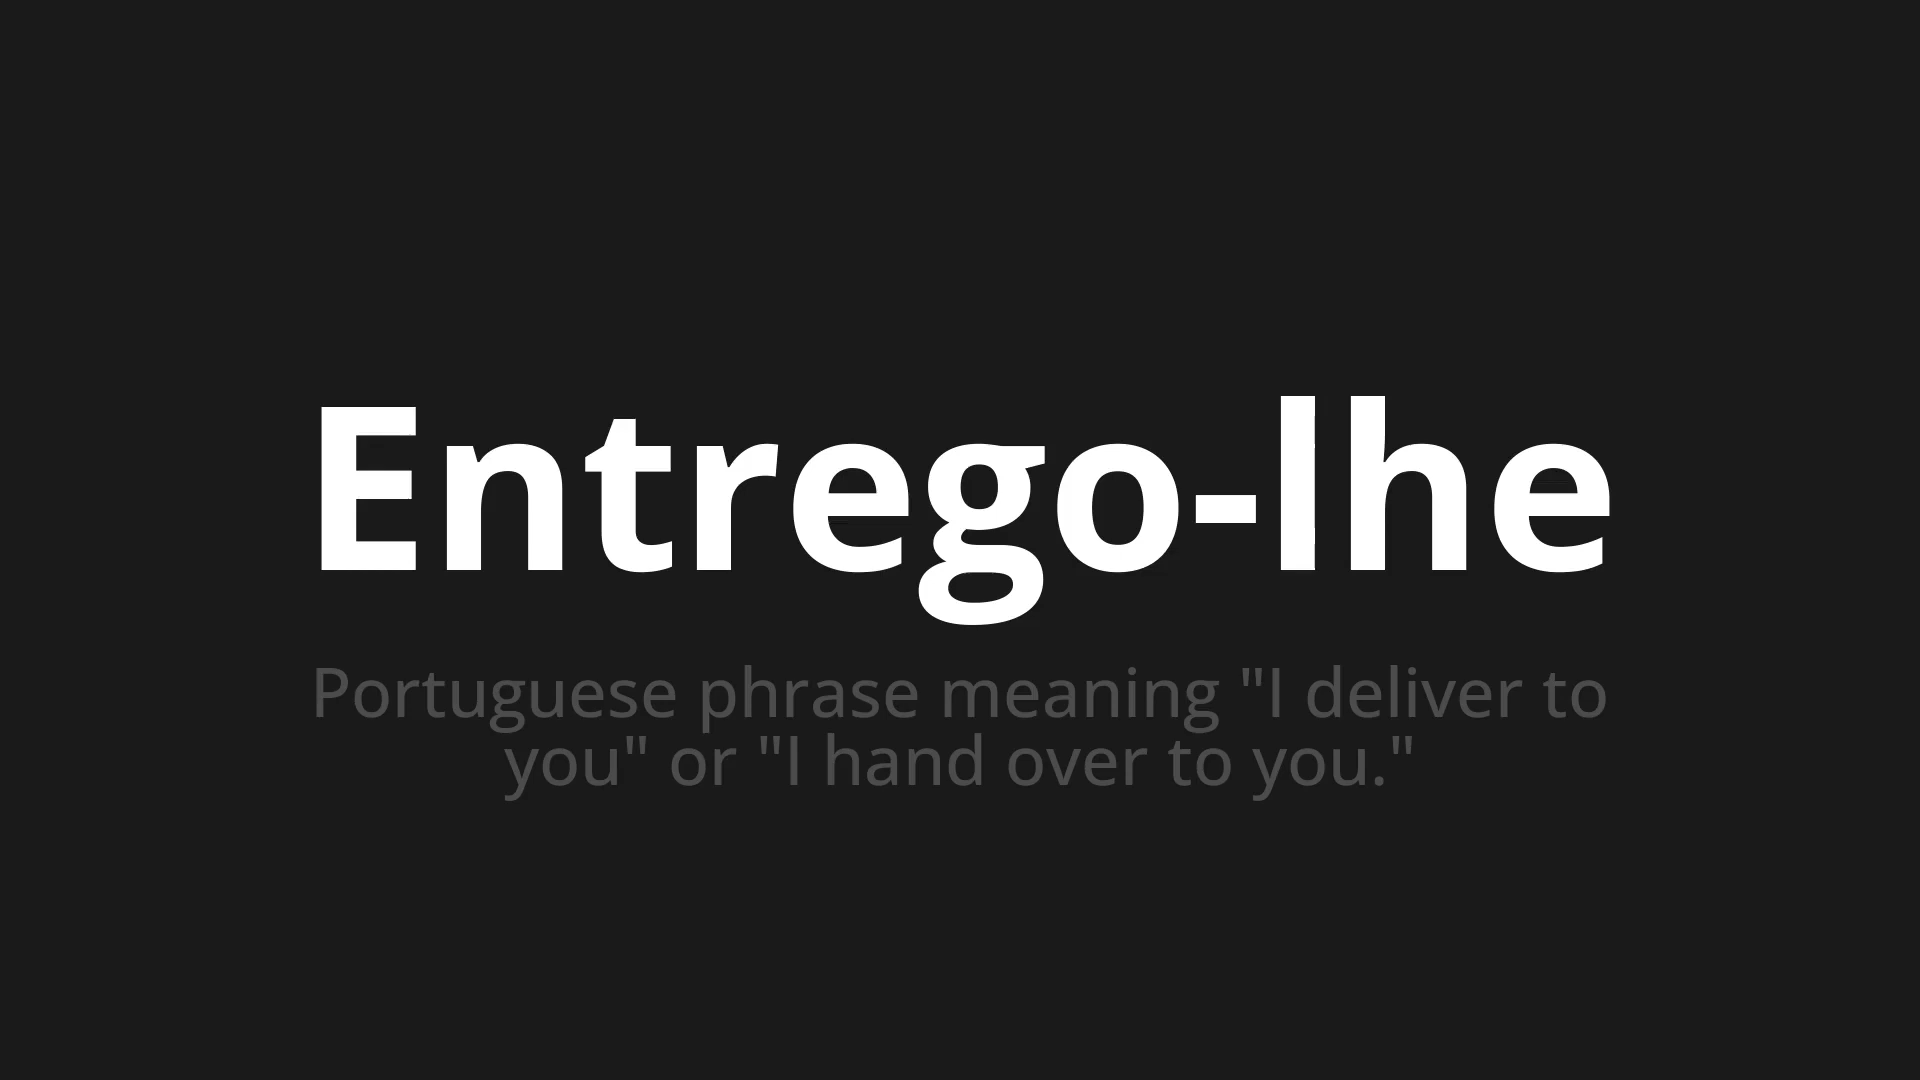 Entrego-lhe
Portuguese phrase meaning "I deliver to
you" or "I hand over to you."